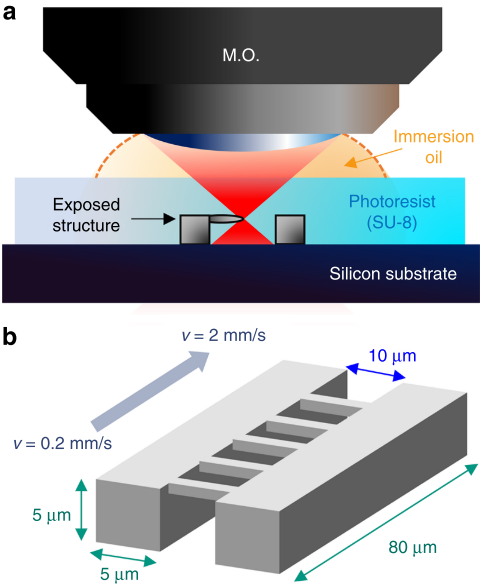 a
M.O.
Immersion
oil
Exposed
structure
Photoresist
(SU-8)
Silicon substrate
b
v = 2 mm/s
10 μm
v = 0.2 mm/s
5 μm
5 μm
80 μm